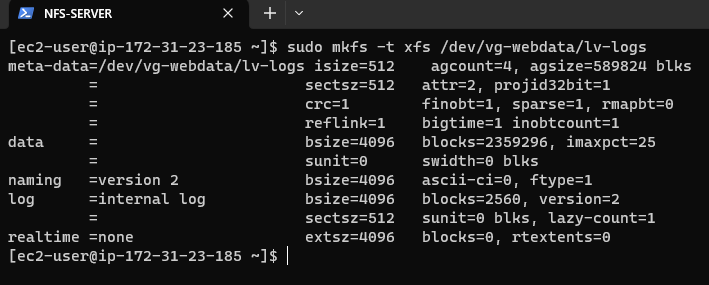 NFS-SERVER
[ec2-user@ip-172-31-23-185 ~]$ sudo mkfs -t xfs /dev/vg-webdata/lv-logs
meta-data=/dev/vg-webdata/lv-logs isize=512    agcount=4, agsize=589824 blks
         =                       sectsz=512   attr=2, projid32bit=1
         =                       crc=1        finobt=1, sparse=1, rmapbt=0
         =                       reflink=1    bigtime=1 inobtcount=1
data     =                       bsize=4096   blocks=2359296, imaxpct=25
         =                       sunit=0      swidth=0 blks
naming   =version 2              bsize=4096   ascii-ci=0, ftype=1
log      =internal log           bsize=4096   blocks=2560, version=2
         =                       sectsz=512   sunit=0 blks, lazy-count=1
realtime =none                   extsz=4096   blocks=0, rtextents=0
[ec2-user@ip-172-31-23-185 ~]$